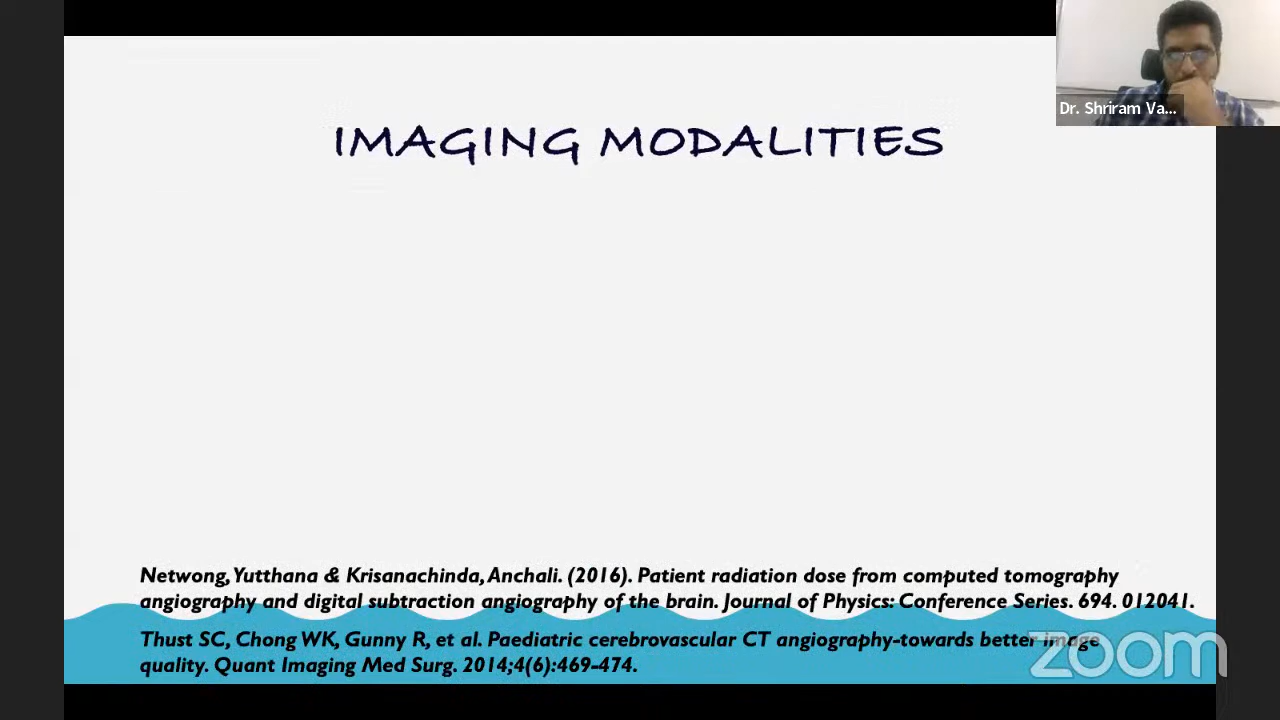 Dr. Shriram Va...
IMAGING MODALITIES
Netwong, Yutthana & Krisanachinda, Anchali. (2016). Patient radiation dose from computed tomography
angiography and digital subtraction angiography of the brain. Journal of Physics: Conference Series. 694. 012041.
Thust SC, Chong WK, Gunny R, et al. Paediatric cerebrovascular CT angiography-towards better image
quality. Quant Imaging Med Surg. 2014;4(6):469-474.
zoom